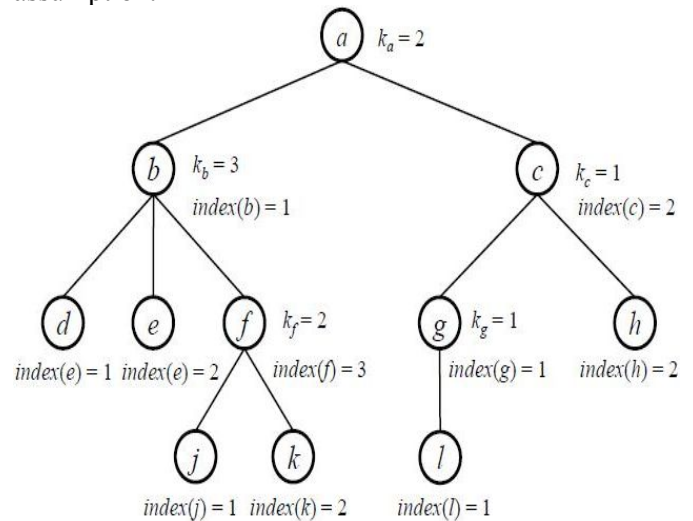 a k_a = 2
b k_b = 3
index(b) = 1
c k_c = 1
index(c) = 2
d e f k_f = 2
g k_g = 1
h
index(e) = 1 index(e) = 2 index(f) = 3 index(g) = 1 index(h) = 2
j k l
index(j) = 1 index(k) = 2 index(l) = 1